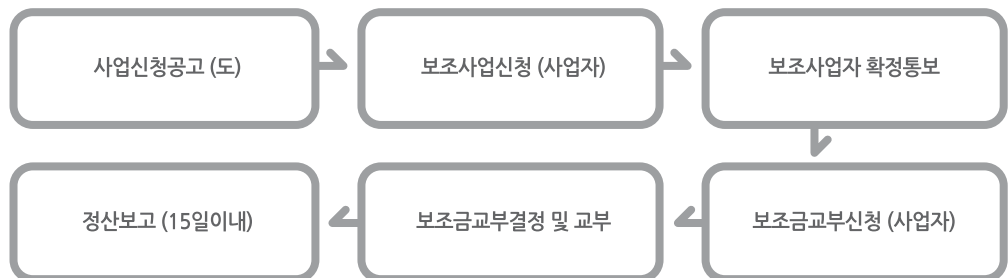 사업신청공고 (도)
보조사업신청 (사업자)
보조사업자 확정통보
보조금교부신청 (사업자)
보조금교부결정 및 교부
정산보고 (15일이내)